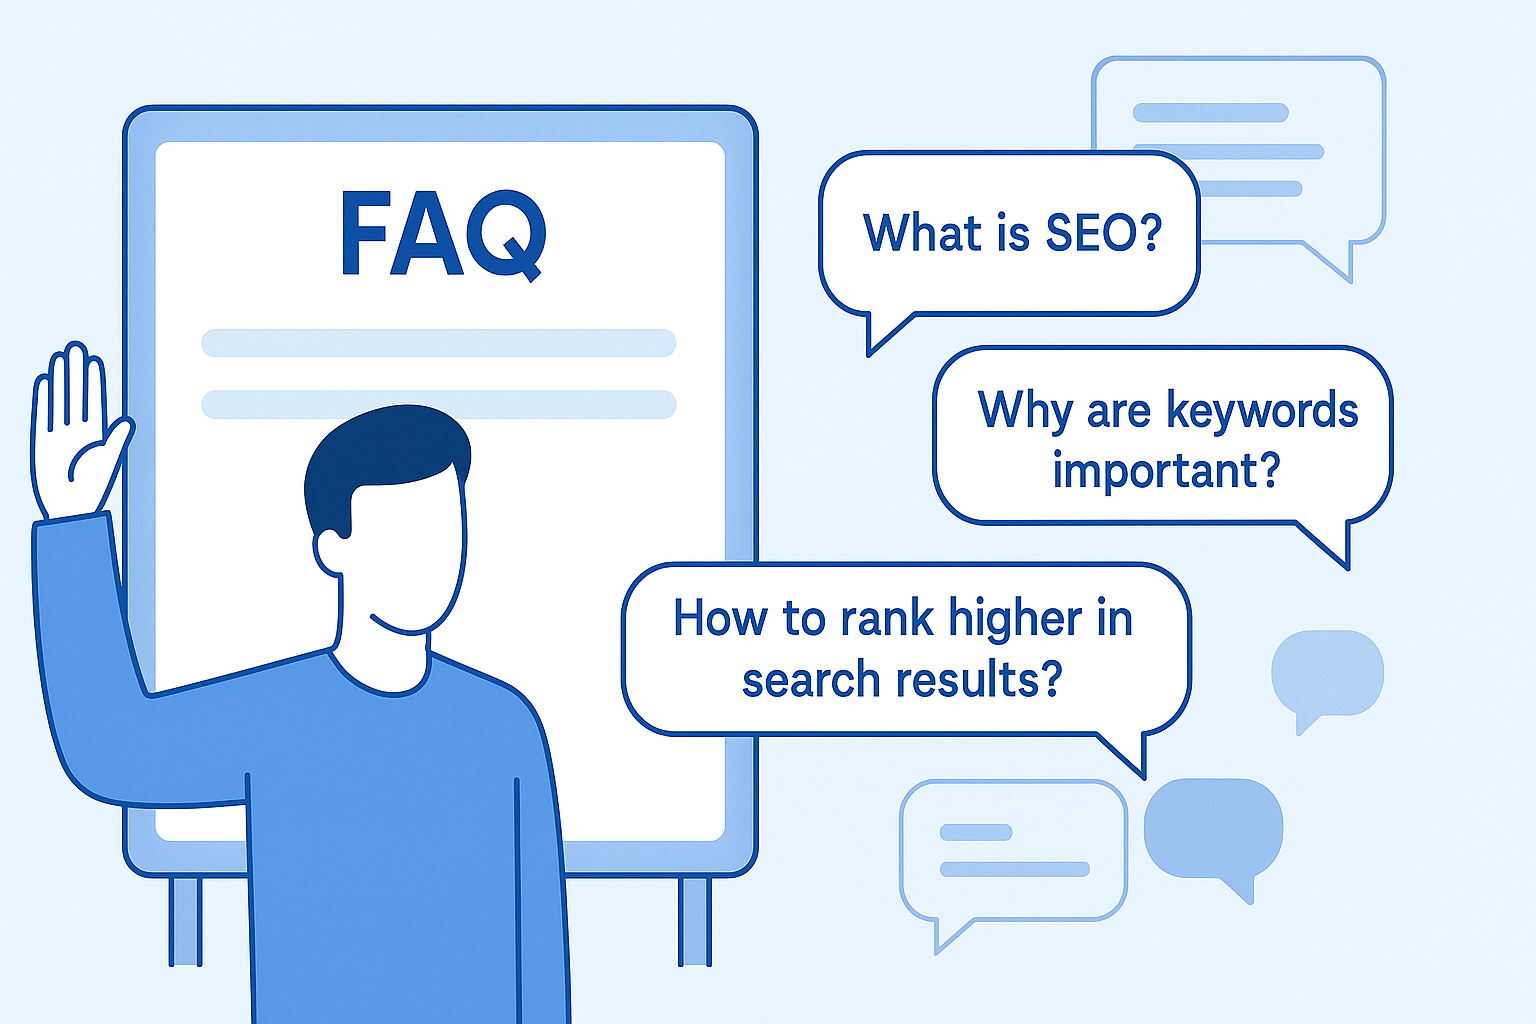 FAQ
What is SEO?
Why are keywords
important?
How to rank higher in
search results?